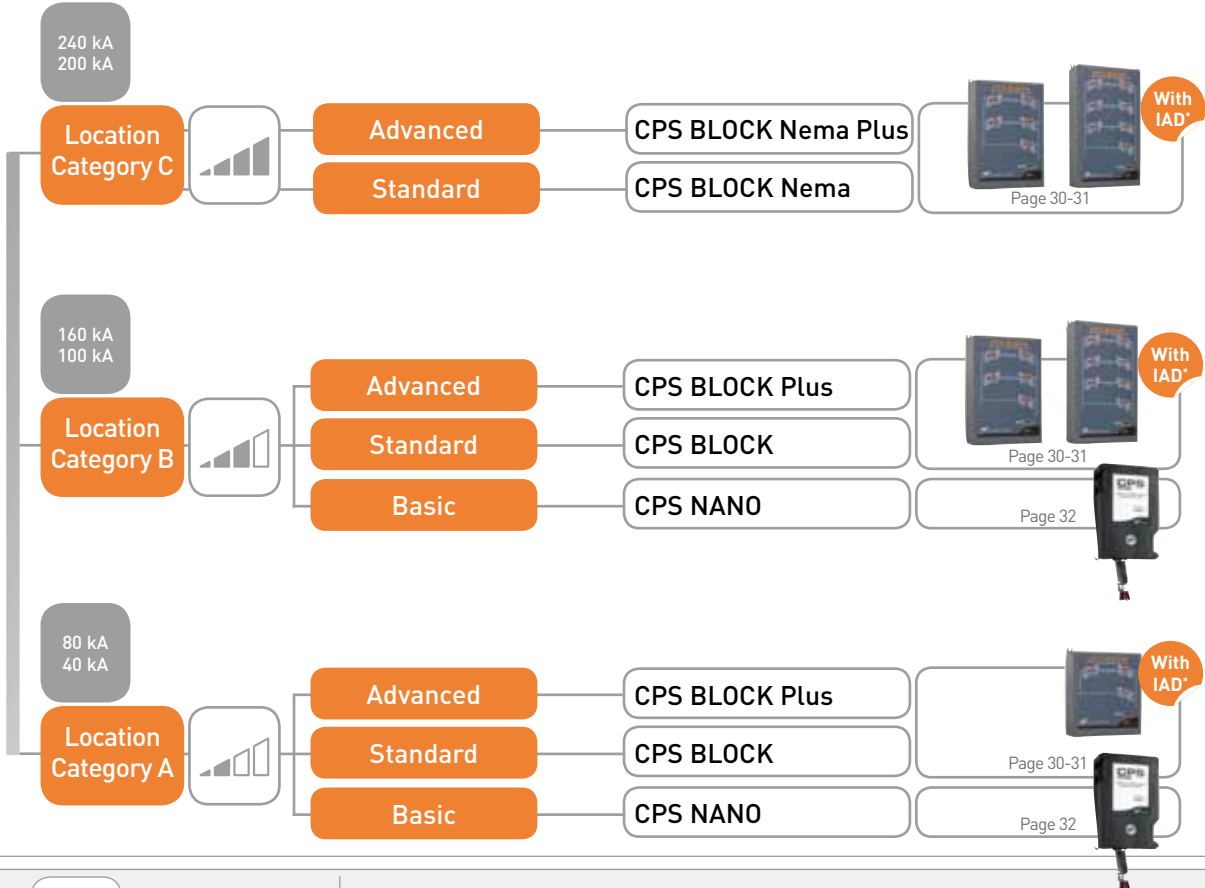 240 kA
200 kA
Location
Category C
Advanced
CPS BLOCK Nema Plus
Standard
CPS BLOCK Nema
With
IAD*
Page 30-31
160 kA
100 kA
Location
Category B
Advanced
CPS BLOCK Plus
Standard
CPS BLOCK
Basic
CPS NANO
With
IAD*
Page 30-31
CPS
Page 32
80 kA
40 kA
Location
Category A
Advanced
CPS BLOCK Plus
Standard
CPS BLOCK
Basic
CPS NANO
With
IAD*
Page 30-31
CPS
Page 32